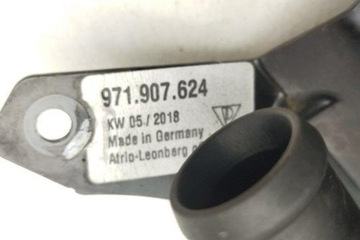 971.907.624
KW 05/2018
Made in Germany
Atrio-Leonberg